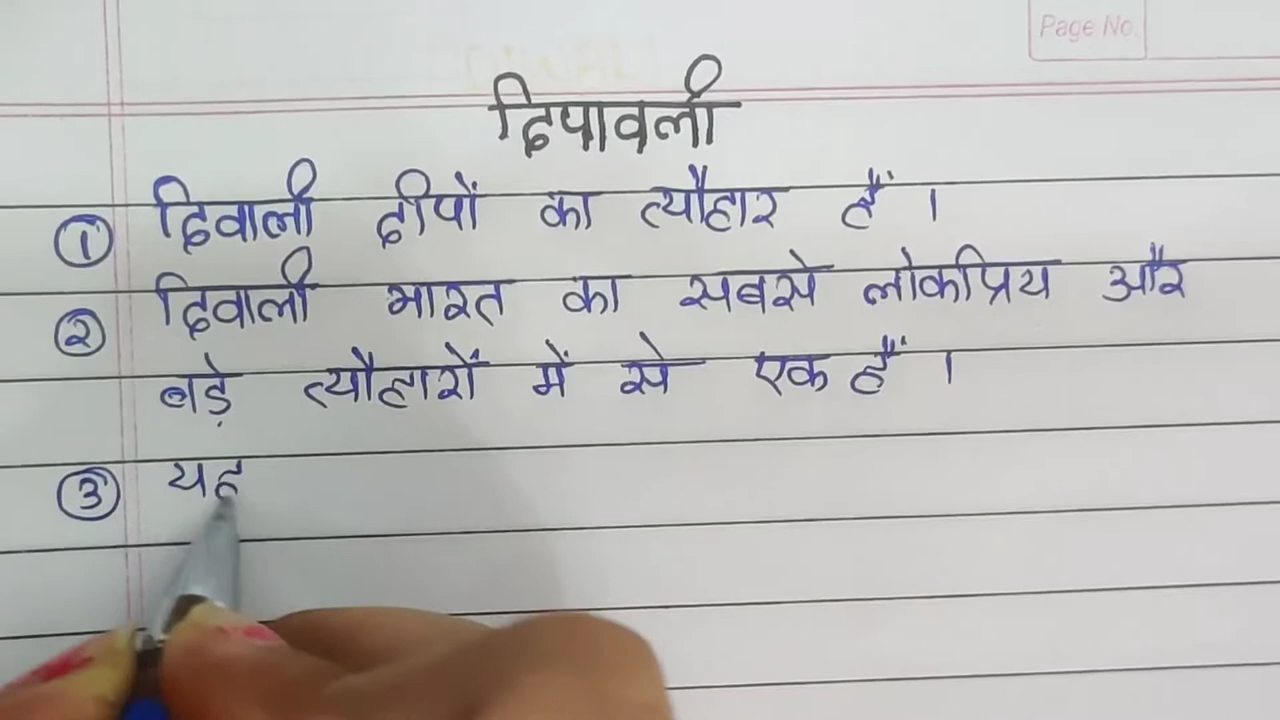 Page No.
दिपावली
① दिवाली दीपों का त्यौहार हैं ।
② दिवाली भारत का सबसे लोकप्रिय और
बड़े त्यौहारों में से एक हैं ।
③ यह